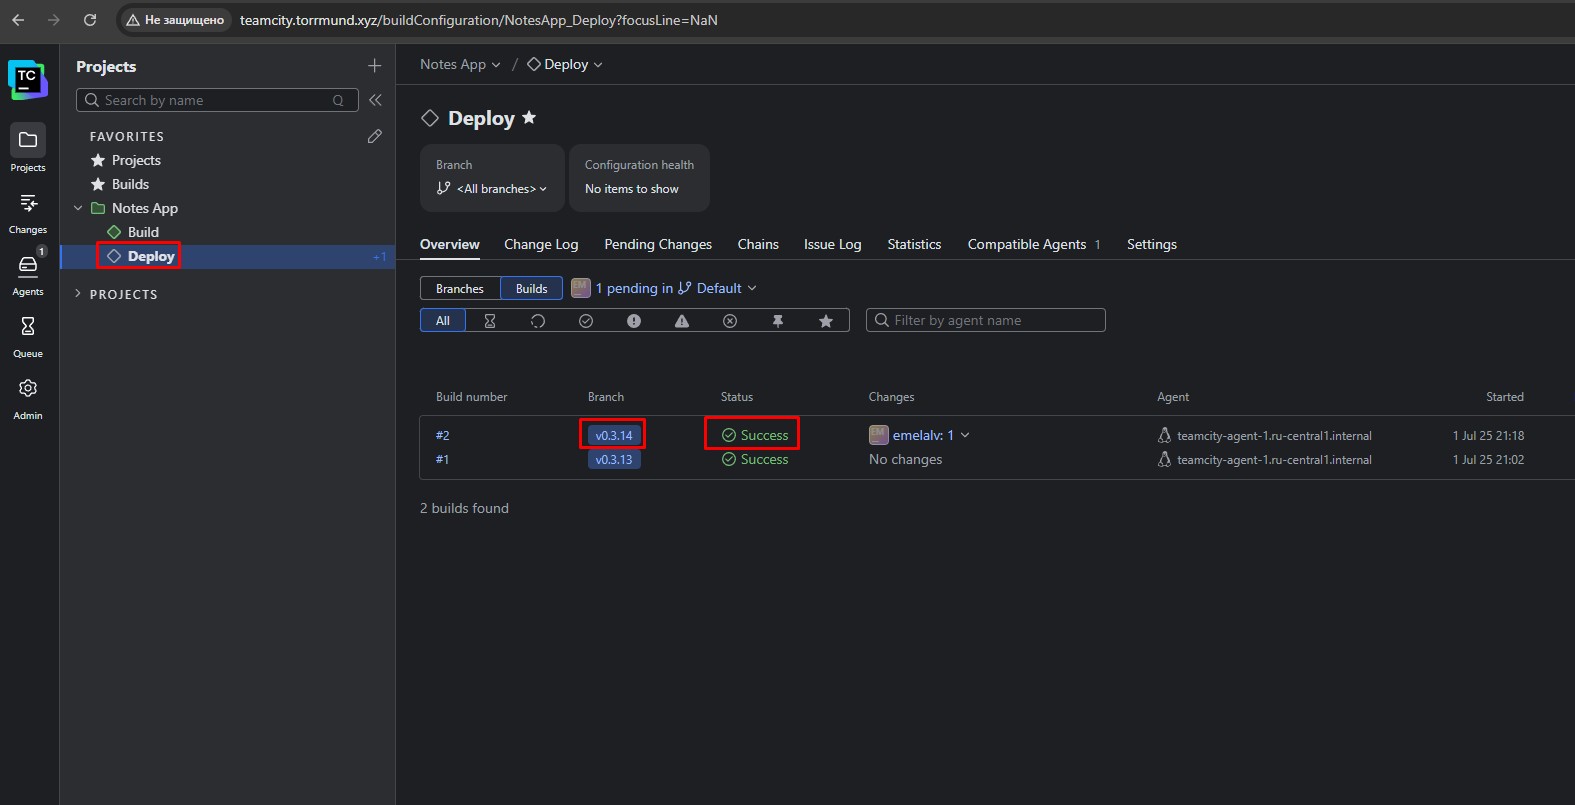 Не защищено teamcity.torrmund.xyz/buildConfiguration/NotesApp_Deploy?focusLine=NaN
TC
Projects
Changes
1
Agents
Queue
Admin
Projects
Search by name Q
FAVORITES
Projects
Builds
Notes App
Build
Deploy +1
PROJECTS
Notes App / Deploy
Deploy
Branch
<All branches>
Configuration health
No items to show
Overview Change Log Pending Changes Chains Issue Log Statistics Compatible Agents 1 Settings
Branches Builds EM 1 pending in Default
All Filter by agent name
Build number Branch Status Changes Agent Started
#2 v0.3.14 Success EM emelalv: 1 teamcity-agent-1.ru-central1.internal 1 Jul 25 21:18
#1 v0.3.13 Success No changes teamcity-agent-1.ru-central1.internal 1 Jul 25 21:02
2 builds found